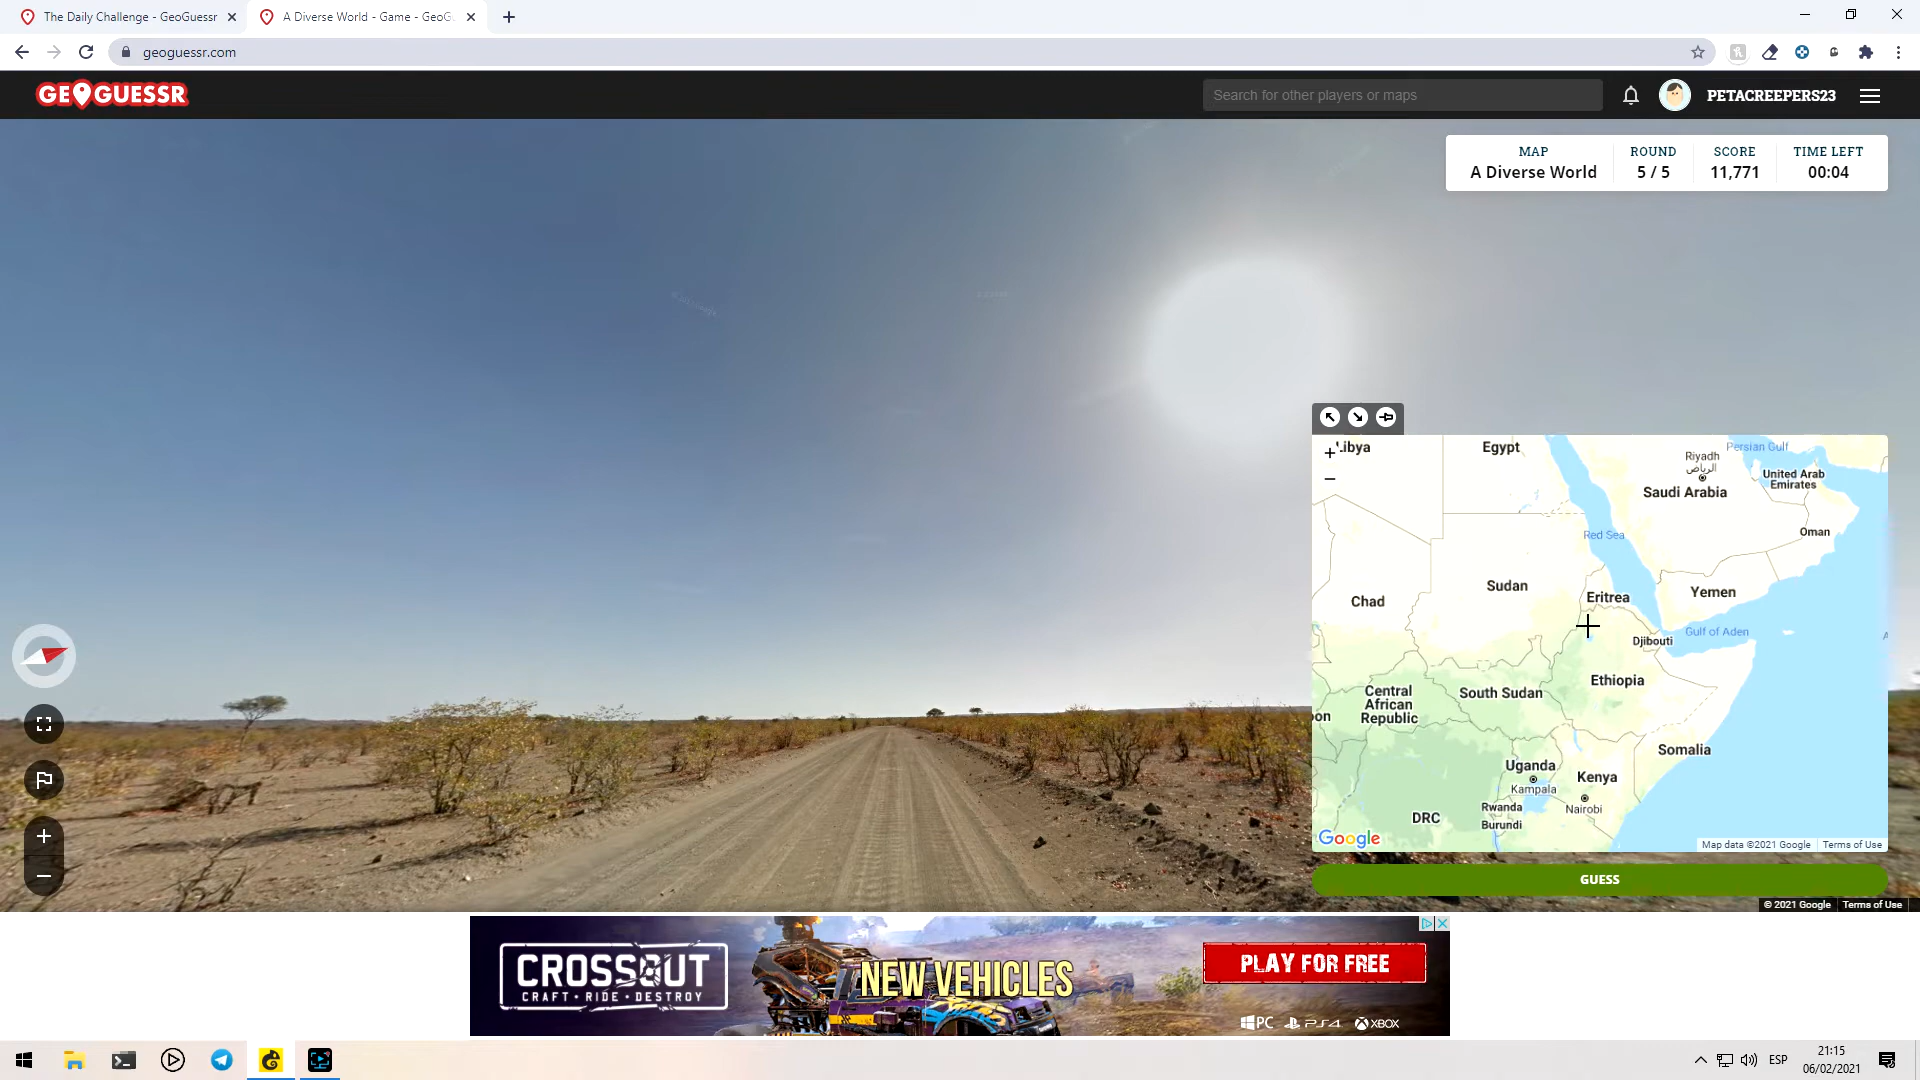 The Daily Challenge - GeoGuessr
A Diverse World - Game - GeoG
geoguessr.com
GEOGUESSR
Search for other players or maps
PETACREEPERS23
MAP
A Diverse World
ROUND
5 / 5
SCORE
11,771
TIME LEFT
00:04
Libya
Egypt
Persian Gulf
Riyadh
الرياض
United Arab
Emirates
Saudi Arabia
Oman
Red Sea
Sudan
Eritrea
Yemen
Chad
Djibouti
Gulf of Aden
Ethiopia
Central
African
Republic
South Sudan
on
Somalia
Uganda
Kampala
Kenya
Nairobi
Rwanda
Burundi
DRC
Google
Map data ©2021 Google
Terms of Use
GUESS
© 2021 Google
Terms of Use
CROSSOUT
CRAFT • RIDE • DESTROY
NEW VEHICLES
PLAY FOR FREE
PC
PS4
XBOX
ESP
21:15
06/02/2021